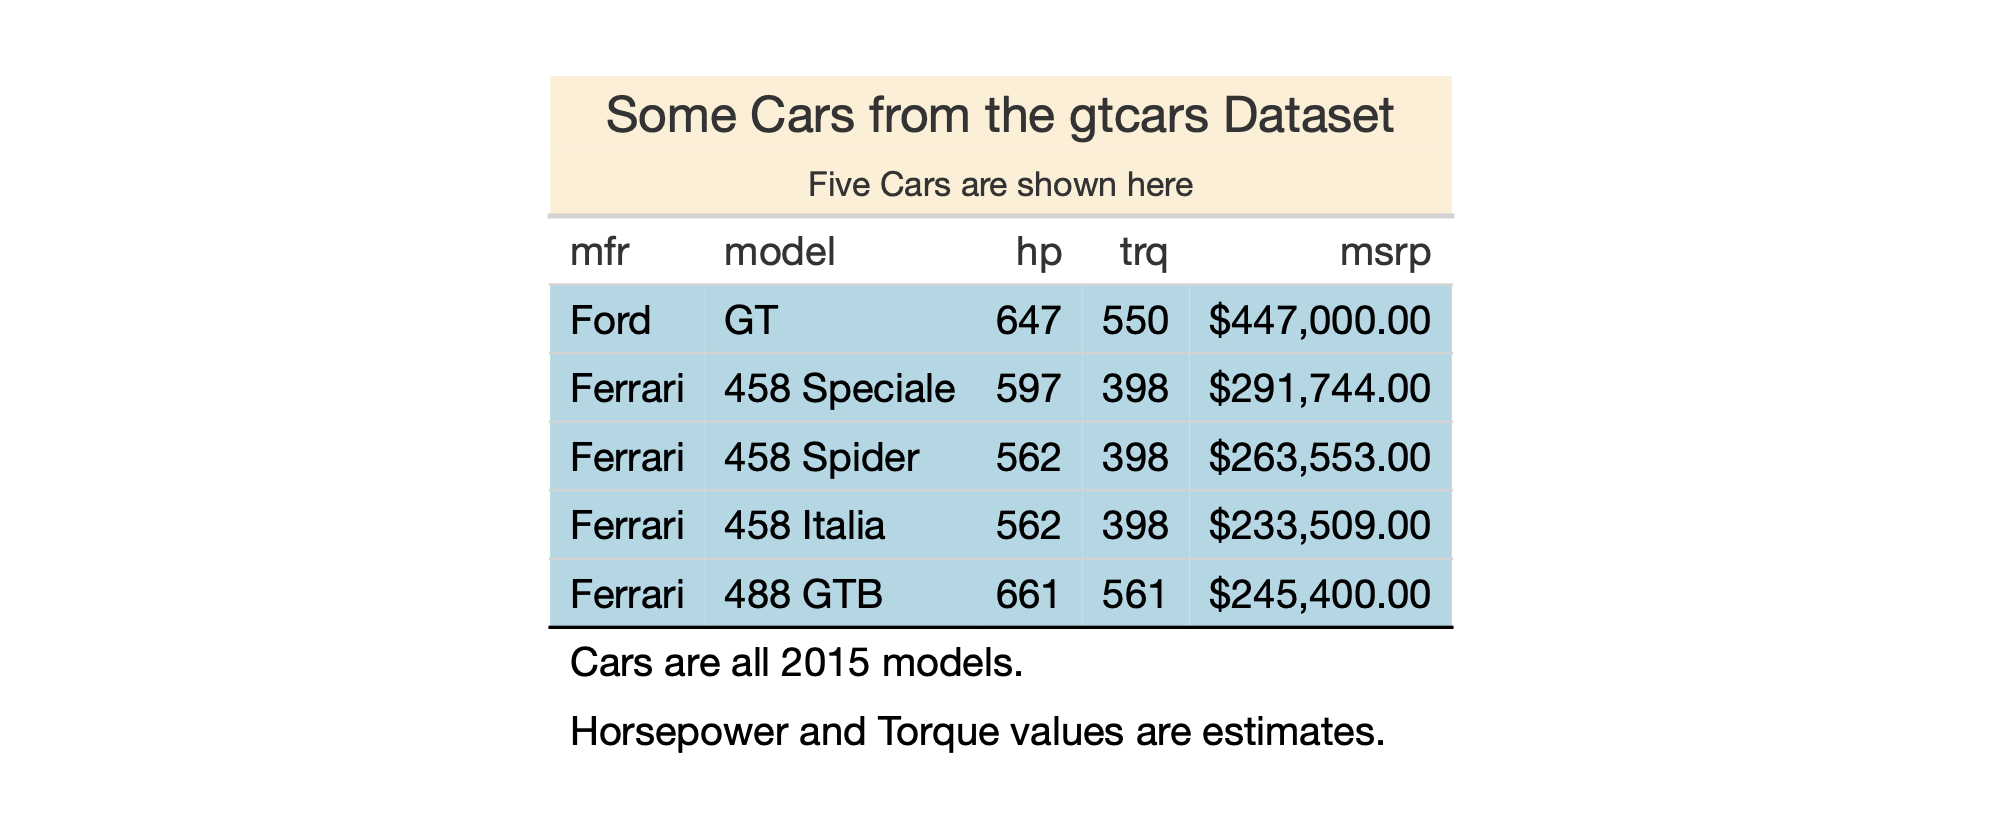 Some Cars from the gtcars Dataset
Five Cars are shown here
mfr model hp trq msrp
Ford GT 647 550 $447,000.00
Ferrari 458 Speciale 597 398 $291,744.00
Ferrari 458 Spider 562 398 $263,553.00
Ferrari 458 Italia 562 398 $233,509.00
Ferrari 488 GTB 661 561 $245,400.00
Cars are all 2015 models.
Horsepower and Torque values are estimates.